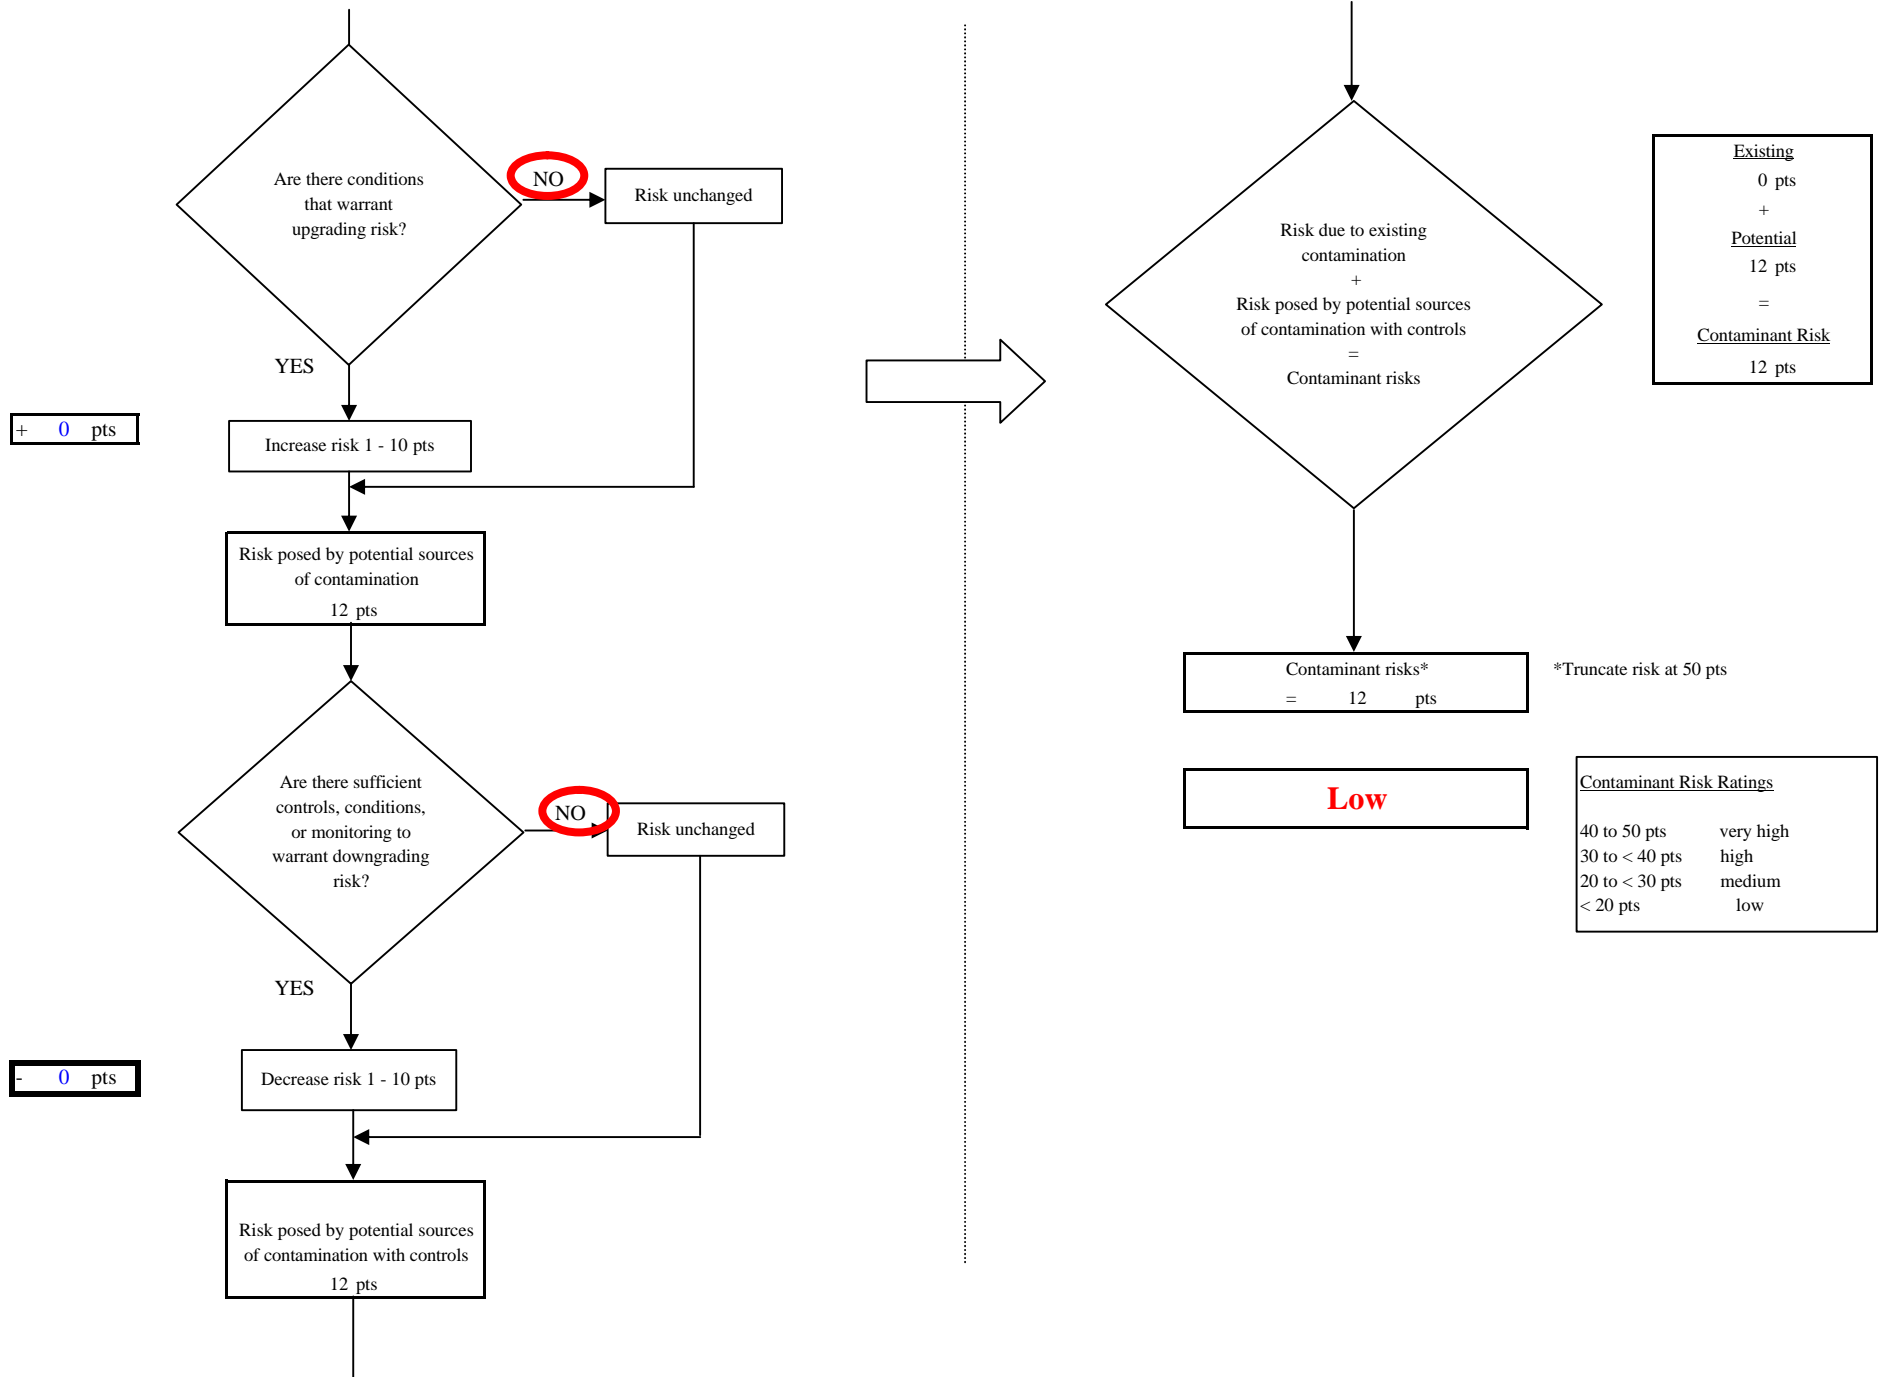 Are there conditions
that warrant
upgrading risk?
NO
Risk unchanged
YES
+ 0 pts
Increase risk 1 - 10 pts
Risk posed by potential sources
of contamination
12 pts
Are there sufficient
controls, conditions,
or monitoring to
warrant downgrading
risk?
NO
Risk unchanged
YES
- 0 pts
Decrease risk 1 - 10 pts
Risk posed by potential sources
of contamination with controls
12 pts
Risk due to existing
contamination
+
Risk posed by potential sources
of contamination with controls
=
Contaminant risks
Existing
0 pts
+
Potential
12 pts
=
Contaminant Risk
12 pts
Contaminant risks*
= 12 pts
*Truncate risk at 50 pts
Low
Contaminant Risk Ratings
40 to 50 pts very high
30 to < 40 pts high
20 to < 30 pts medium
< 20 pts low